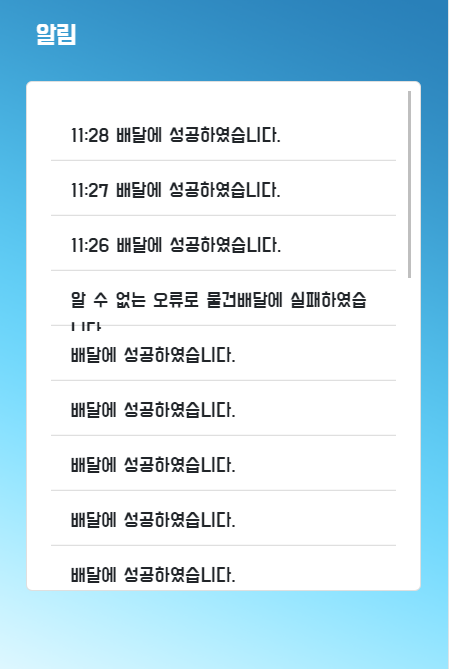 알림
11:28 배달에 성공하였습니다.
11:27 배달에 성공하였습니다.
11:26 배달에 성공하였습니다.
알 수 없는 오류로 물건배달에 실패하였습
니다
배달에 성공하였습니다.
배달에 성공하였습니다.
배달에 성공하였습니다.
배달에 성공하였습니다.
배달에 성공하였습니다.